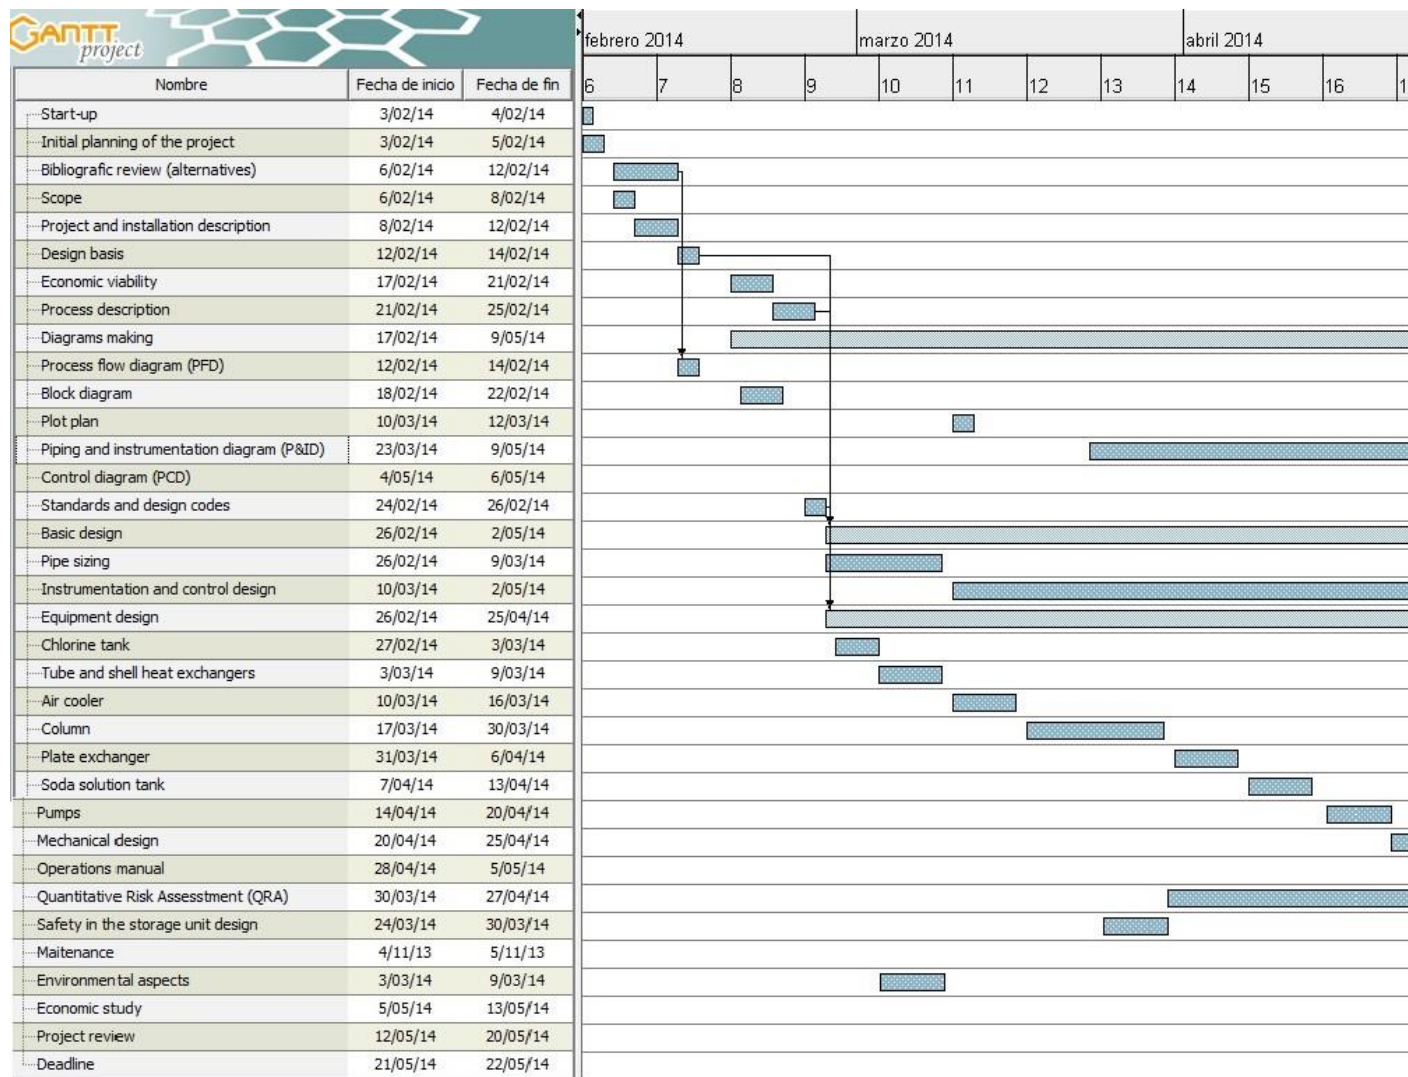 GANTT
project
febrero 2014 marzo 2014 abril 2014
Nombre Fecha de inicio Fecha de fin 6 7 8 9 10 11 12 13 14 15 16 1
Start-up 3/02/14 4/02/14
Initial planning of the project 3/02/14 5/02/14
Bibliografic review (alternatives) 6/02/14 12/02/14
Scope 6/02/14 8/02/14
Project and installation description 8/02/14 12/02/14
Design basis 12/02/14 14/02/14
Economic viability 17/02/14 21/02/14
Process description 21/02/14 25/02/14
Diagrams making 17/02/14 9/05/14
Process flow diagram (PFD) 12/02/14 14/02/14
Block diagram 18/02/14 22/02/14
Plot plan 10/03/14 12/03/14
Piping and instrumentation diagram (P&ID) 23/03/14 9/05/14
Control diagram (PCD) 4/05/14 6/05/14
Standards and design codes 24/02/14 26/02/14
Basic design 26/02/14 2/05/14
Pipe sizing 26/02/14 9/03/14
Instrumentation and control design 10/03/14 2/05/14
Equipment design 26/02/14 25/04/14
Chlorine tank 27/02/14 3/03/14
Tube and shell heat exchangers 3/03/14 9/03/14
Air cooler 10/03/14 16/03/14
Column 17/03/14 30/03/14
Plate exchanger 31/03/14 6/04/14
Soda solution tank 7/04/14 13/04/14
Pumps 14/04/14 20/04/14
Mechanical design 20/04/14 25/04/14
Operations manual 28/04/14 5/05/14
Quantitative Risk Assesstment (QRA) 30/03/14 27/04/14
Safety in the storage unit design 24/03/14 30/03/14
Maitenance 4/11/13 5/11/13
Environmental aspects 3/03/14 9/03/14
Economic study 5/05/14 13/05/14
Project review 12/05/14 20/05/14
Deadline 21/05/14 22/05/14